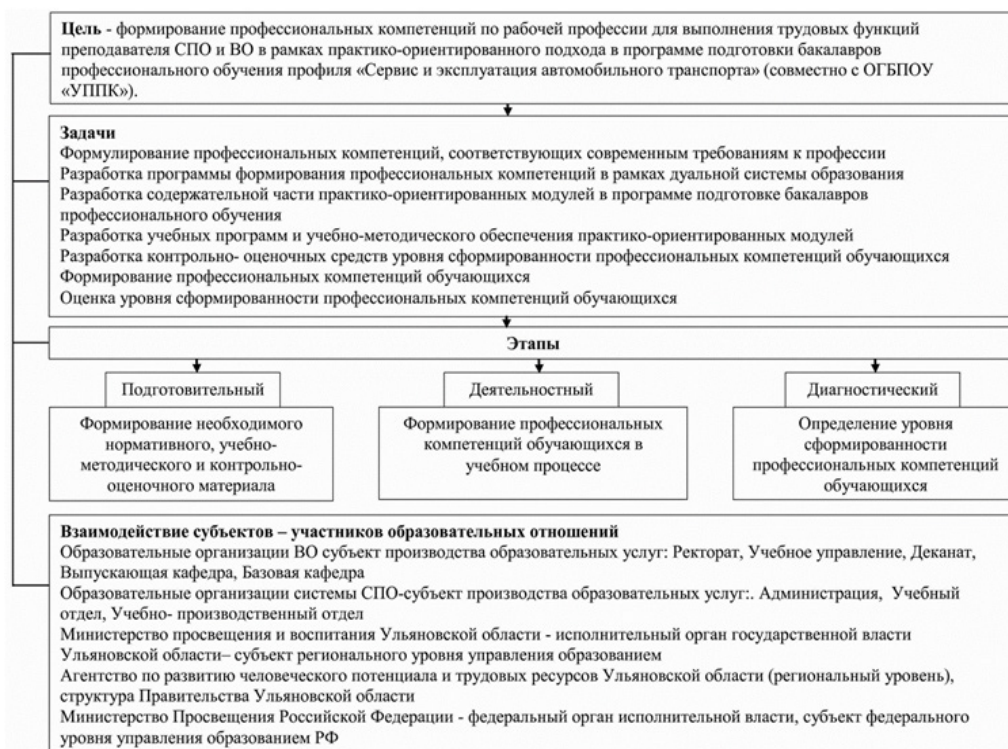 Цель - формирование профессиональных компетенций по рабочей профессии для выполнения трудовых функций
преподавателя СПО и ВО в рамках практико-ориентированного подхода в программе подготовки бакалавров
профессионального обучения профиля «Сервис и эксплуатация автомобильного транспорта» (совместно с ОГБПОУ
«УППК»).
Задачи
Формулирование профессиональных компетенций, соответствующих современным требованиям к профессии
Разработка программы формирования профессиональных компетенций в рамках дуальной системы образования
Разработка содержательной части практико-ориентированных модулей в программе подготовке бакалавров
профессионального обучения
Разработка учебных программ и учебно-методического обеспечения практико-ориентированных модулей
Разработка контрольно- оценочных средств уровня сформированности профессиональных компетенций обучающихся
Формирование профессиональных компетенций обучающихся
Оценка уровня сформированности профессиональных компетенций обучающихся
Этапы
Подготовительный
Формирование необходимого
нормативного, учебно-
методического и контрольно-
оценочного материала
Деятельностный
Формирование профессиональных
компетенций обучающихся в
учебном процессе
Диагностический
Определение уровня
сформированности
профессиональных компетенций
обучающихся
Взаимодействие субъектов – участников образовательных отношений
Образовательные организации ВО субъект производства образовательных услуг: Ректорат, Учебное управление, Деканат,
Выпускающая кафедра, Базовая кафедра
Образовательные организации системы СПО-субъект производства образовательных услуг:. Администрация, Учебный
отдел, Учебно- производственный отдел
Министерство просвещения и воспитания Ульяновской области - исполнительный орган государственной власти
Ульяновской области– субъект регионального уровня управления образованием
Агентство по развитию человеческого потенциала и трудовых ресурсов Ульяновской области (региональный уровень),
структура Правительства Ульяновской области
Министерство Просвещения Российской Федерации - федеральный орган исполнительной власти, субъект федерального
уровня управления образованием РФ